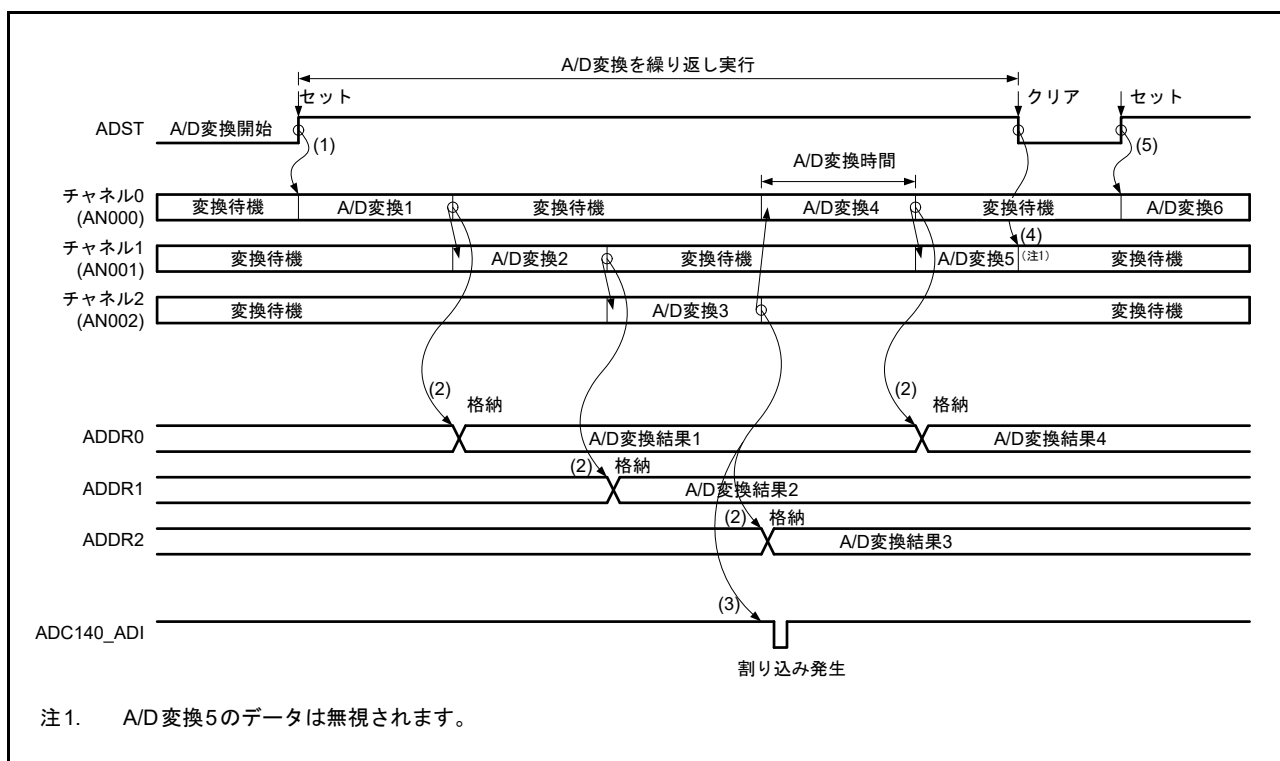 A/D変換を繰り返し実行
セット
クリア
セット
ADST
A/D変換開始
(1)
(5)
A/D変換時間
チャネル0
(AN000)
変換待機
A/D変換1
変換待機
A/D変換4
変換待機
A/D変換6
チャネル1
(AN001)
変換待機
A/D変換2
変換待機
A/D変換5
(4)
(注1)
変換待機
チャネル2
(AN002)
変換待機
A/D変換3
変換待機
(2)
格納
(2)
格納
ADDR0
A/D変換結果1
A/D変換結果4
(2)
格納
ADDR1
A/D変換結果2
(2)
格納
ADDR2
A/D変換結果3
(3)
ADC140_ADI
割り込み発生
注1. A/D変換5のデータは無視されます。